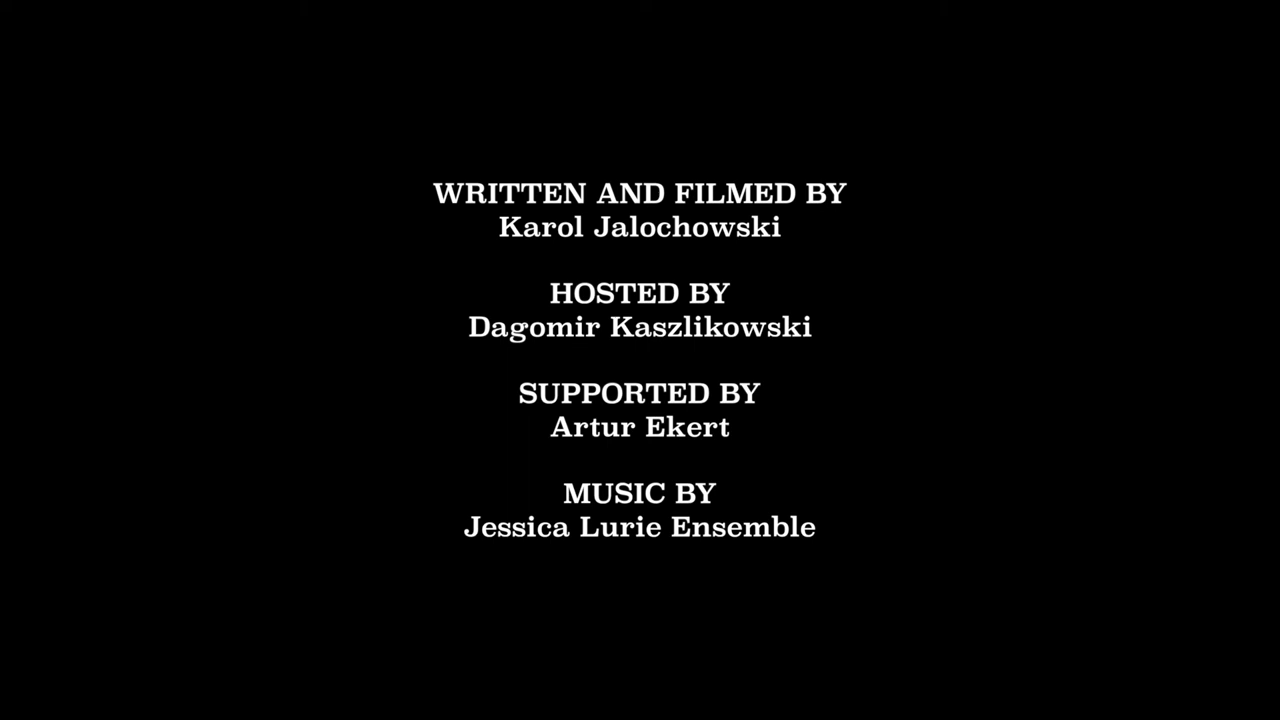 WRITTEN AND FILMED BY
Karol Jalochowski
HOSTED BY
Dagomir Kaszlikowski
SUPPORTED BY
Artur Ekert
MUSIC BY
Jessica Lurie Ensemble